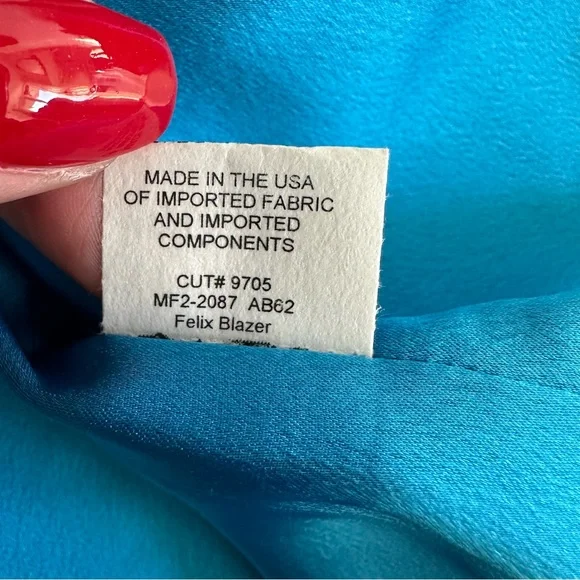 MADE IN THE USA
OF IMPORTED FABRIC
AND IMPORTED
COMPONENTS
CUT# 9705
MF2-2087 AB62
Felix Blazer